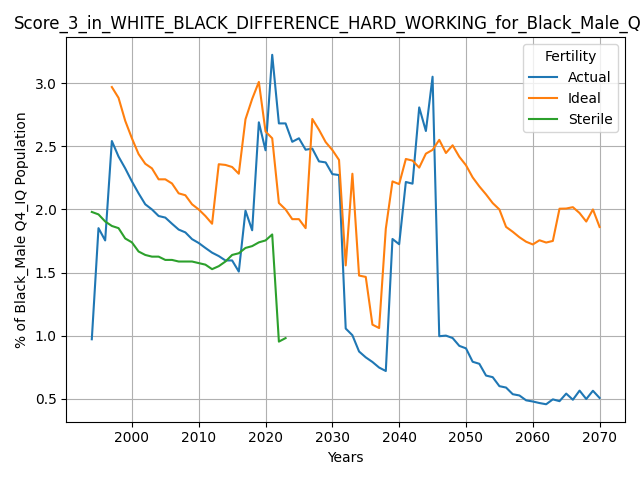 Score_3_in_WHITE_BLACK_DIFFERENCE_HARD_WORKING_for_Black_Male_Q
% of Black_Male Q4_IQ Population
3.0
2.5
2.0
1.5
1.0
0.5
Fertility
Actual
Ideal
Sterile
2000 2010 2020 2030 2040 2050 2060 2070
Years